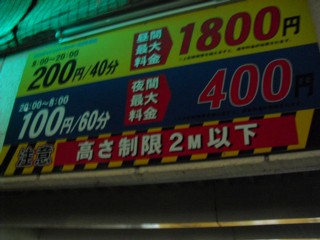 8:00~20:00
200円/40分
昼間
最大
料金
1800円
20:00~8:00
100円/60分
夜間
最大
料金
400円
注意
高さ制限2M以下